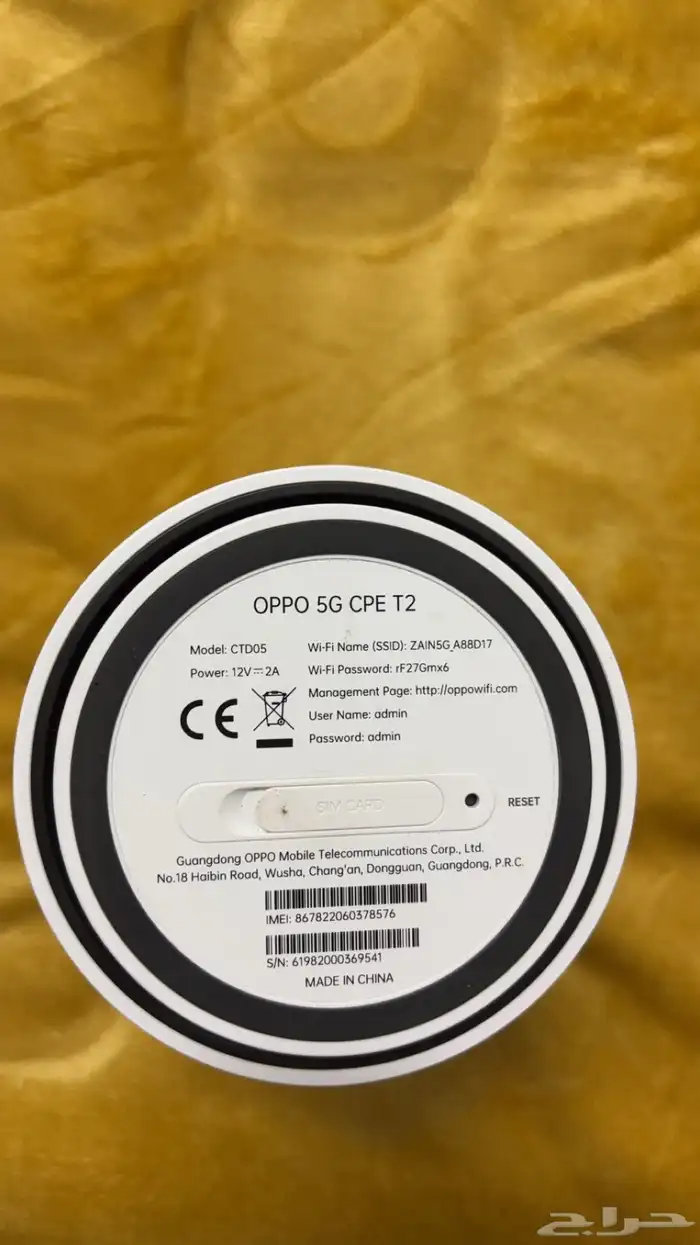 OPPO 5G CPE T2
Model: CTD05
Power: 12V⎓2A
Wi-Fi Name (SSID): ZAIN5G_A88D17
Wi-Fi Password: rF27Gmx6
Management Page: http://oppowifi.com
User Name: admin
Password: admin
CE
SIM CARD
RESET
Guangdong OPPO Mobile Telecommunications Corp., Ltd.
No.18 Haibin Road, Wusha, Chang'an, Dongguan, Guangdong, P.R.C.
IMEI: 867822060378576
S/N: 61982000369541
MADE IN CHINA
حراج